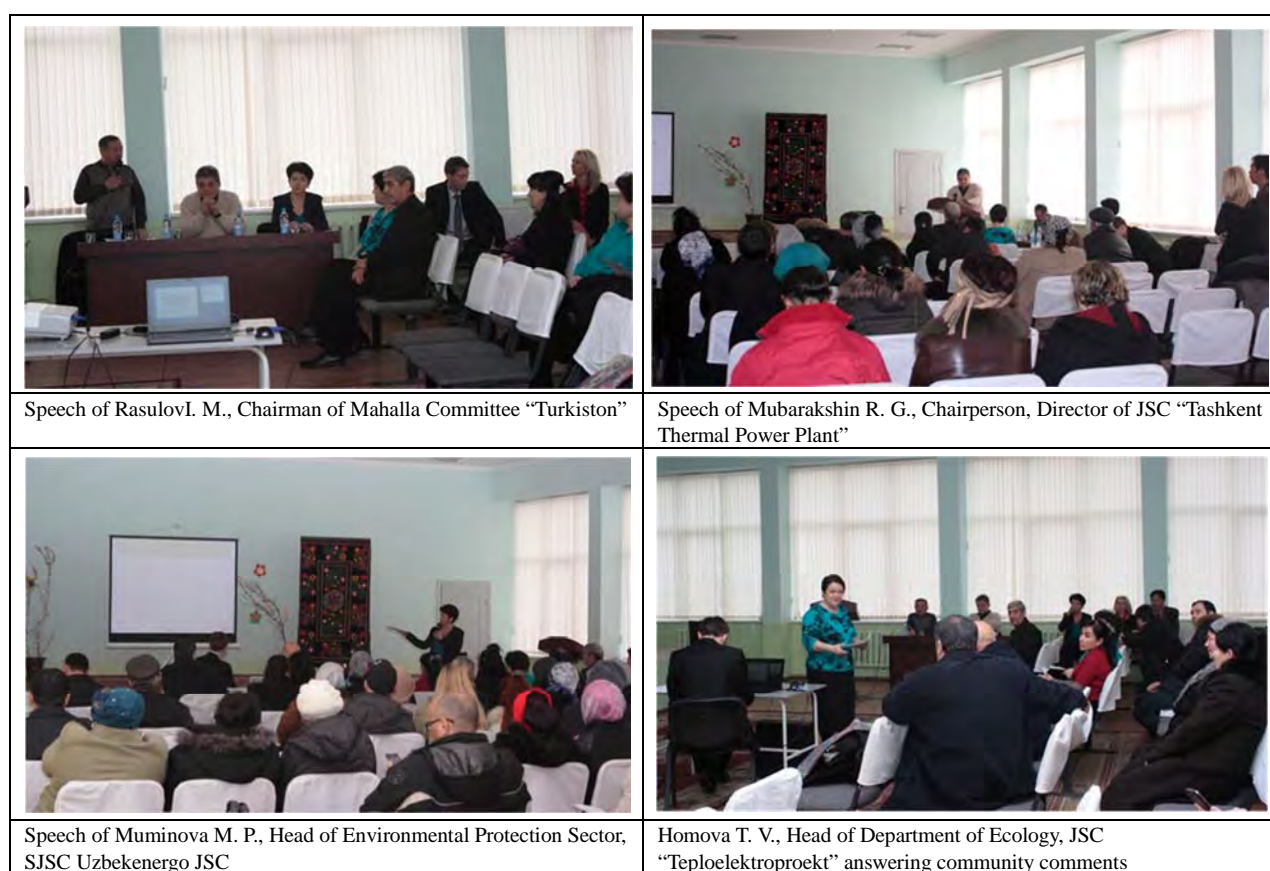 Speech of RasulovI. M., Chairman of Mahalla Committee “Turkiston”
Speech of Mubarakshin R. G., Chairperson, Director of JSC “Tashkent
Thermal Power Plant”
Speech of Muminova M. P., Head of Environmental Protection Sector,
SJSC Uzbekenergo JSC
Homova T. V., Head of Department of Ecology, JSC
“Teploelektroproekt” answering community comments